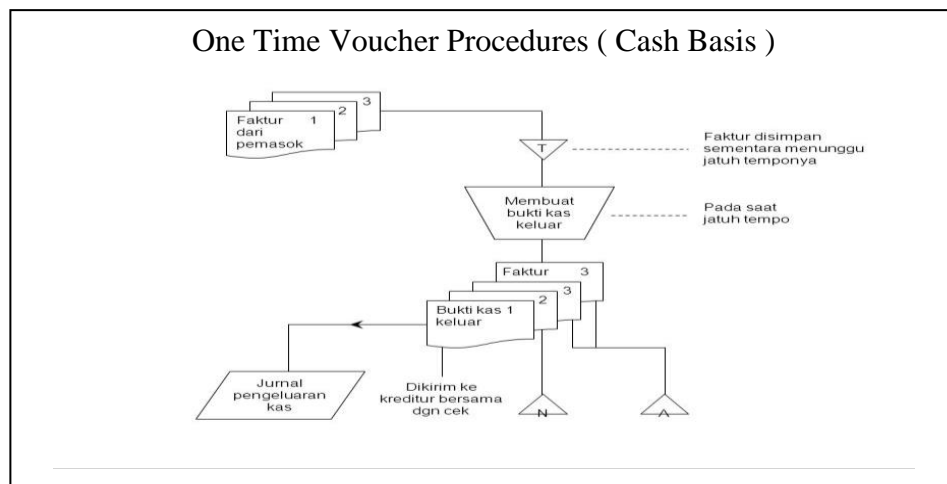 One Time Voucher Procedures ( Cash Basis )
3
2
Faktur 1
dari
pemasok
T
Faktur disimpan
sementara menunggu
jatuh temponya
Membuat
bukti kas
keluar
Pada saat
jatuh tempo
Faktur 3
3
2
Bukti kas 1
keluar
Jurnal
pengeluaran
kas
Dikirim ke
kreditur bersama
dgn cek
N
A